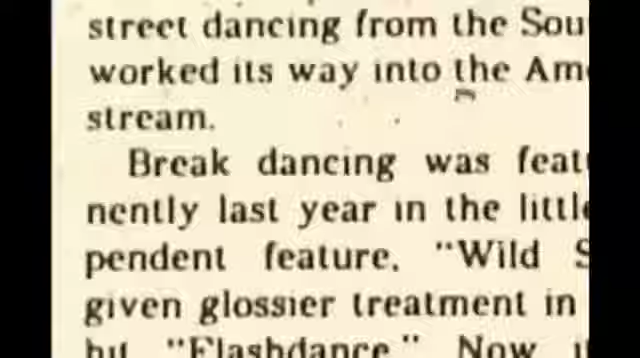 street dancing from the Sou
worked its way into the Am
stream.
Break dancing was feat
nently last year in the littl
pendent feature, "Wild S
given glossier treatment in
hit "Flashdance." Now i